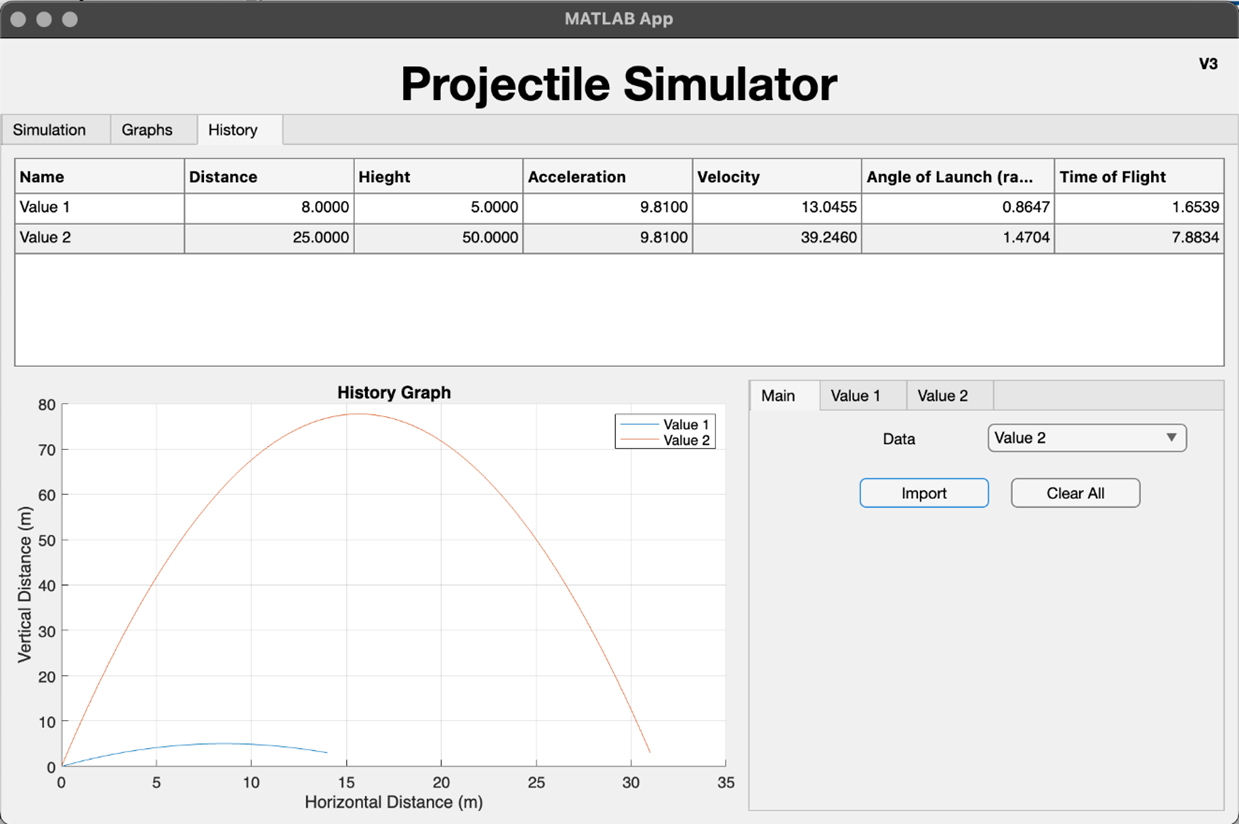 MATLAB App
V3
Projectile Simulator
Simulation Graphs History
Name Distance Hieght Acceleration Velocity Angle of Launch (ra... Time of Flight
Value 1 8.0000 5.0000 9.8100 13.0455 0.8647 1.6539
Value 2 25.0000 50.0000 9.8100 39.2460 1.4704 7.8834
History Graph
80
70
60
50
40
30
20
10
0
Vertical Distance (m)
Value 1
Value 2
0 5 10 15 20 25 30 35
Horizontal Distance (m)
Main Value 1 Value 2
Data Value 2
Import Clear All